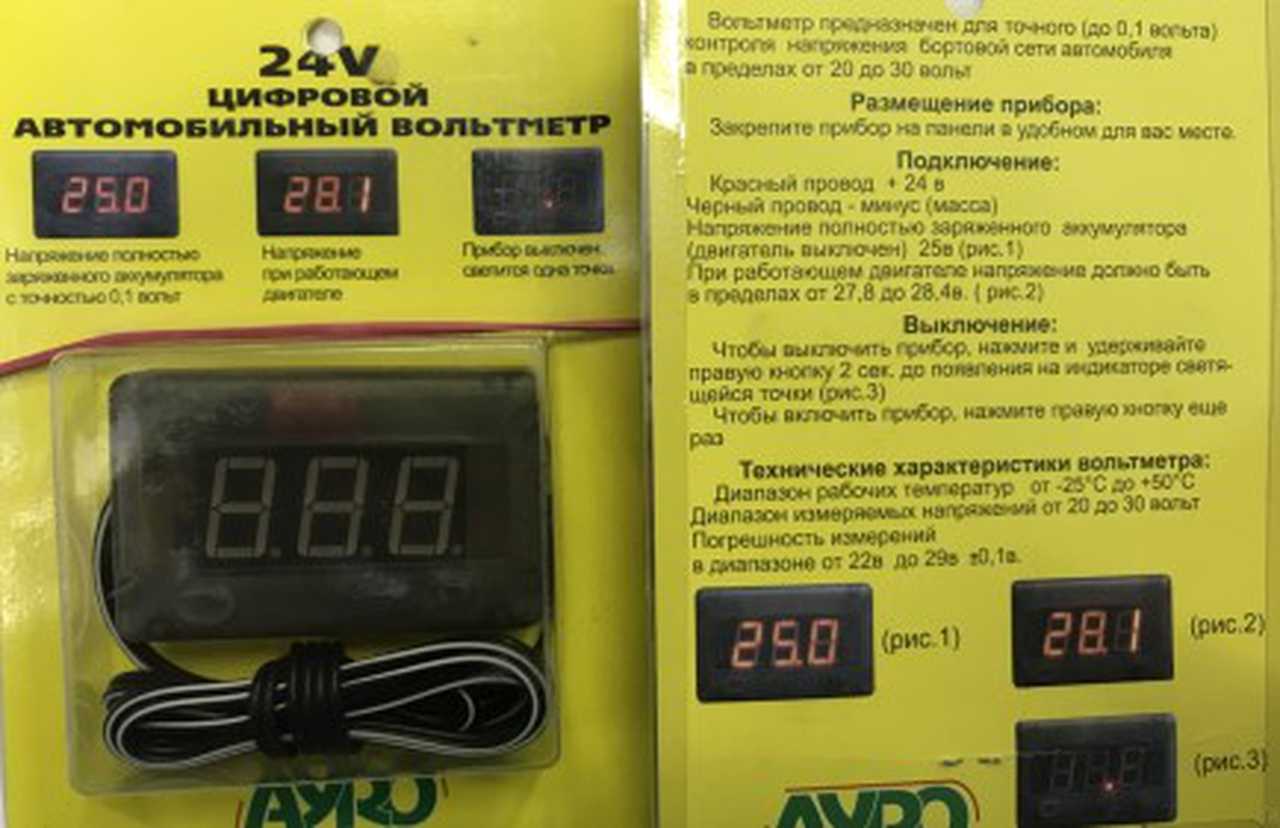 24V
ЦИФРОВОЙ
АВТОМОБИЛЬНЫЙ ВОЛЬТМЕТР
25.0
28.1
Напряжение полностью
заряженного аккумулятора
с точностью 0,1 вольт
Напряжение
при работающем
двигателе
Прибор выключен
светится одна точка
АУРО
Вольтметр предназначен для точного (до 0,1 вольта)
контроля напряжения бортовой сети автомобиля
в пределах от 20 до 30 вольт
Размещение прибора:
Закрепите прибор на панели в удобном для вас месте.
Подключение:
Красный провод + 24 в
Черный провод - минус (масса)
Напряжение полностью заряженного аккумулятора
(двигатель выключен) 25в (рис.1)
При работающем двигателе напряжение должно быть
в пределах от 27,8 до 28,4в. ( рис.2)
Выключение:
Чтобы выключить прибор, нажмите и удерживайте
правую кнопку 2 сек. до появления на индикаторе светя-
щейся точки (рис.3)
Чтобы включить прибор, нажмите правую кнопку еще
раз
Технические характеристики вольтметра:
Диапазон рабочих температур от -25°С до +50°С
Диапазон измеряемых напряжений от 20 до 30 вольт
Погрешность измерений
в диапазоне от 22в до 29в ±0,1в.
25.0
(рис.1)
28.1
(рис.2)
(рис.3)
АУРО